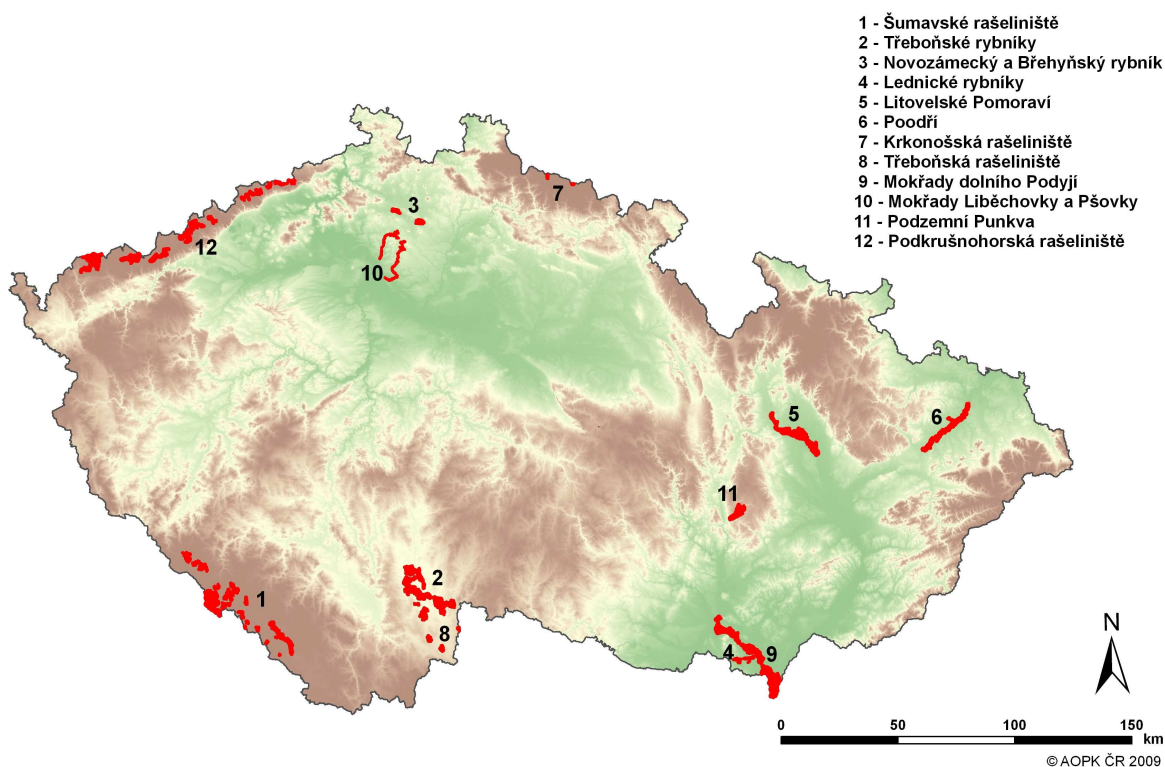 1 - Šumavské rašeliniště
2 - Třeboňské rybníky
3 - Novozámecký a Břehyňský rybník
4 - Lednické rybníky
5 - Litovelské Pomoraví
6 - Poodří
7 - Krkonošská rašeliniště
8 - Třeboňská rašeliniště
9 - Mokřady dolního Podyjí
10 - Mokřady Liběchovky a Pšovky
11 - Podzemní Punkva
12 - Podkrušnohorská rašeliniště
7
3
12
10
5
6
11
2
1
8
4
9
N
0 50 100 150
km
© AOPK ČR 2009